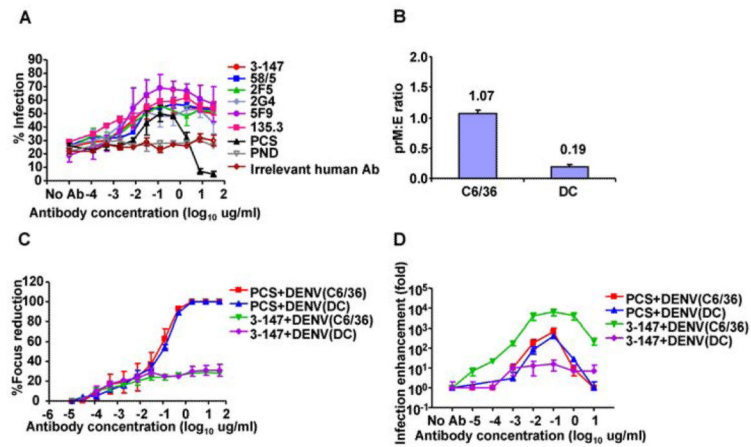 A
% Infection
90
80
70
60
50
40
30
20
10
0
No Ab -4 -3 -2 -1 0 1 2
Antibody concentration (log10 ug/ml)
3-147
58/5
2F5
2G4
5F9
135.3
PCS
PND
Irrelevant human Ab
B
prM:E ratio
2.0
1.5
1.0
0.5
0.0
1.07
0.19
C6/36 DC
C
%Focus reduction
120
100
80
60
40
20
0
-6 -5 -4 -3 -2 -1 0 1 2
Antibody concentration (log10 ug/ml)
PCS+DENV(C6/36)
PCS+DENV(DC)
3-147+DENV(C6/36)
3-147+DENV(DC)
D
Infection enhancement (fold)
10^5
10^4
10^3
10^2
10^1
10^0
10^-1
No Ab -5 -4 -3 -2 -1 0 1
Antibody concentration (log10 ug/ml)
PCS+DENV(C6/36)
PCS+DENV(DC)
3-147+DENV(C6/36)
3-147+DENV(DC)